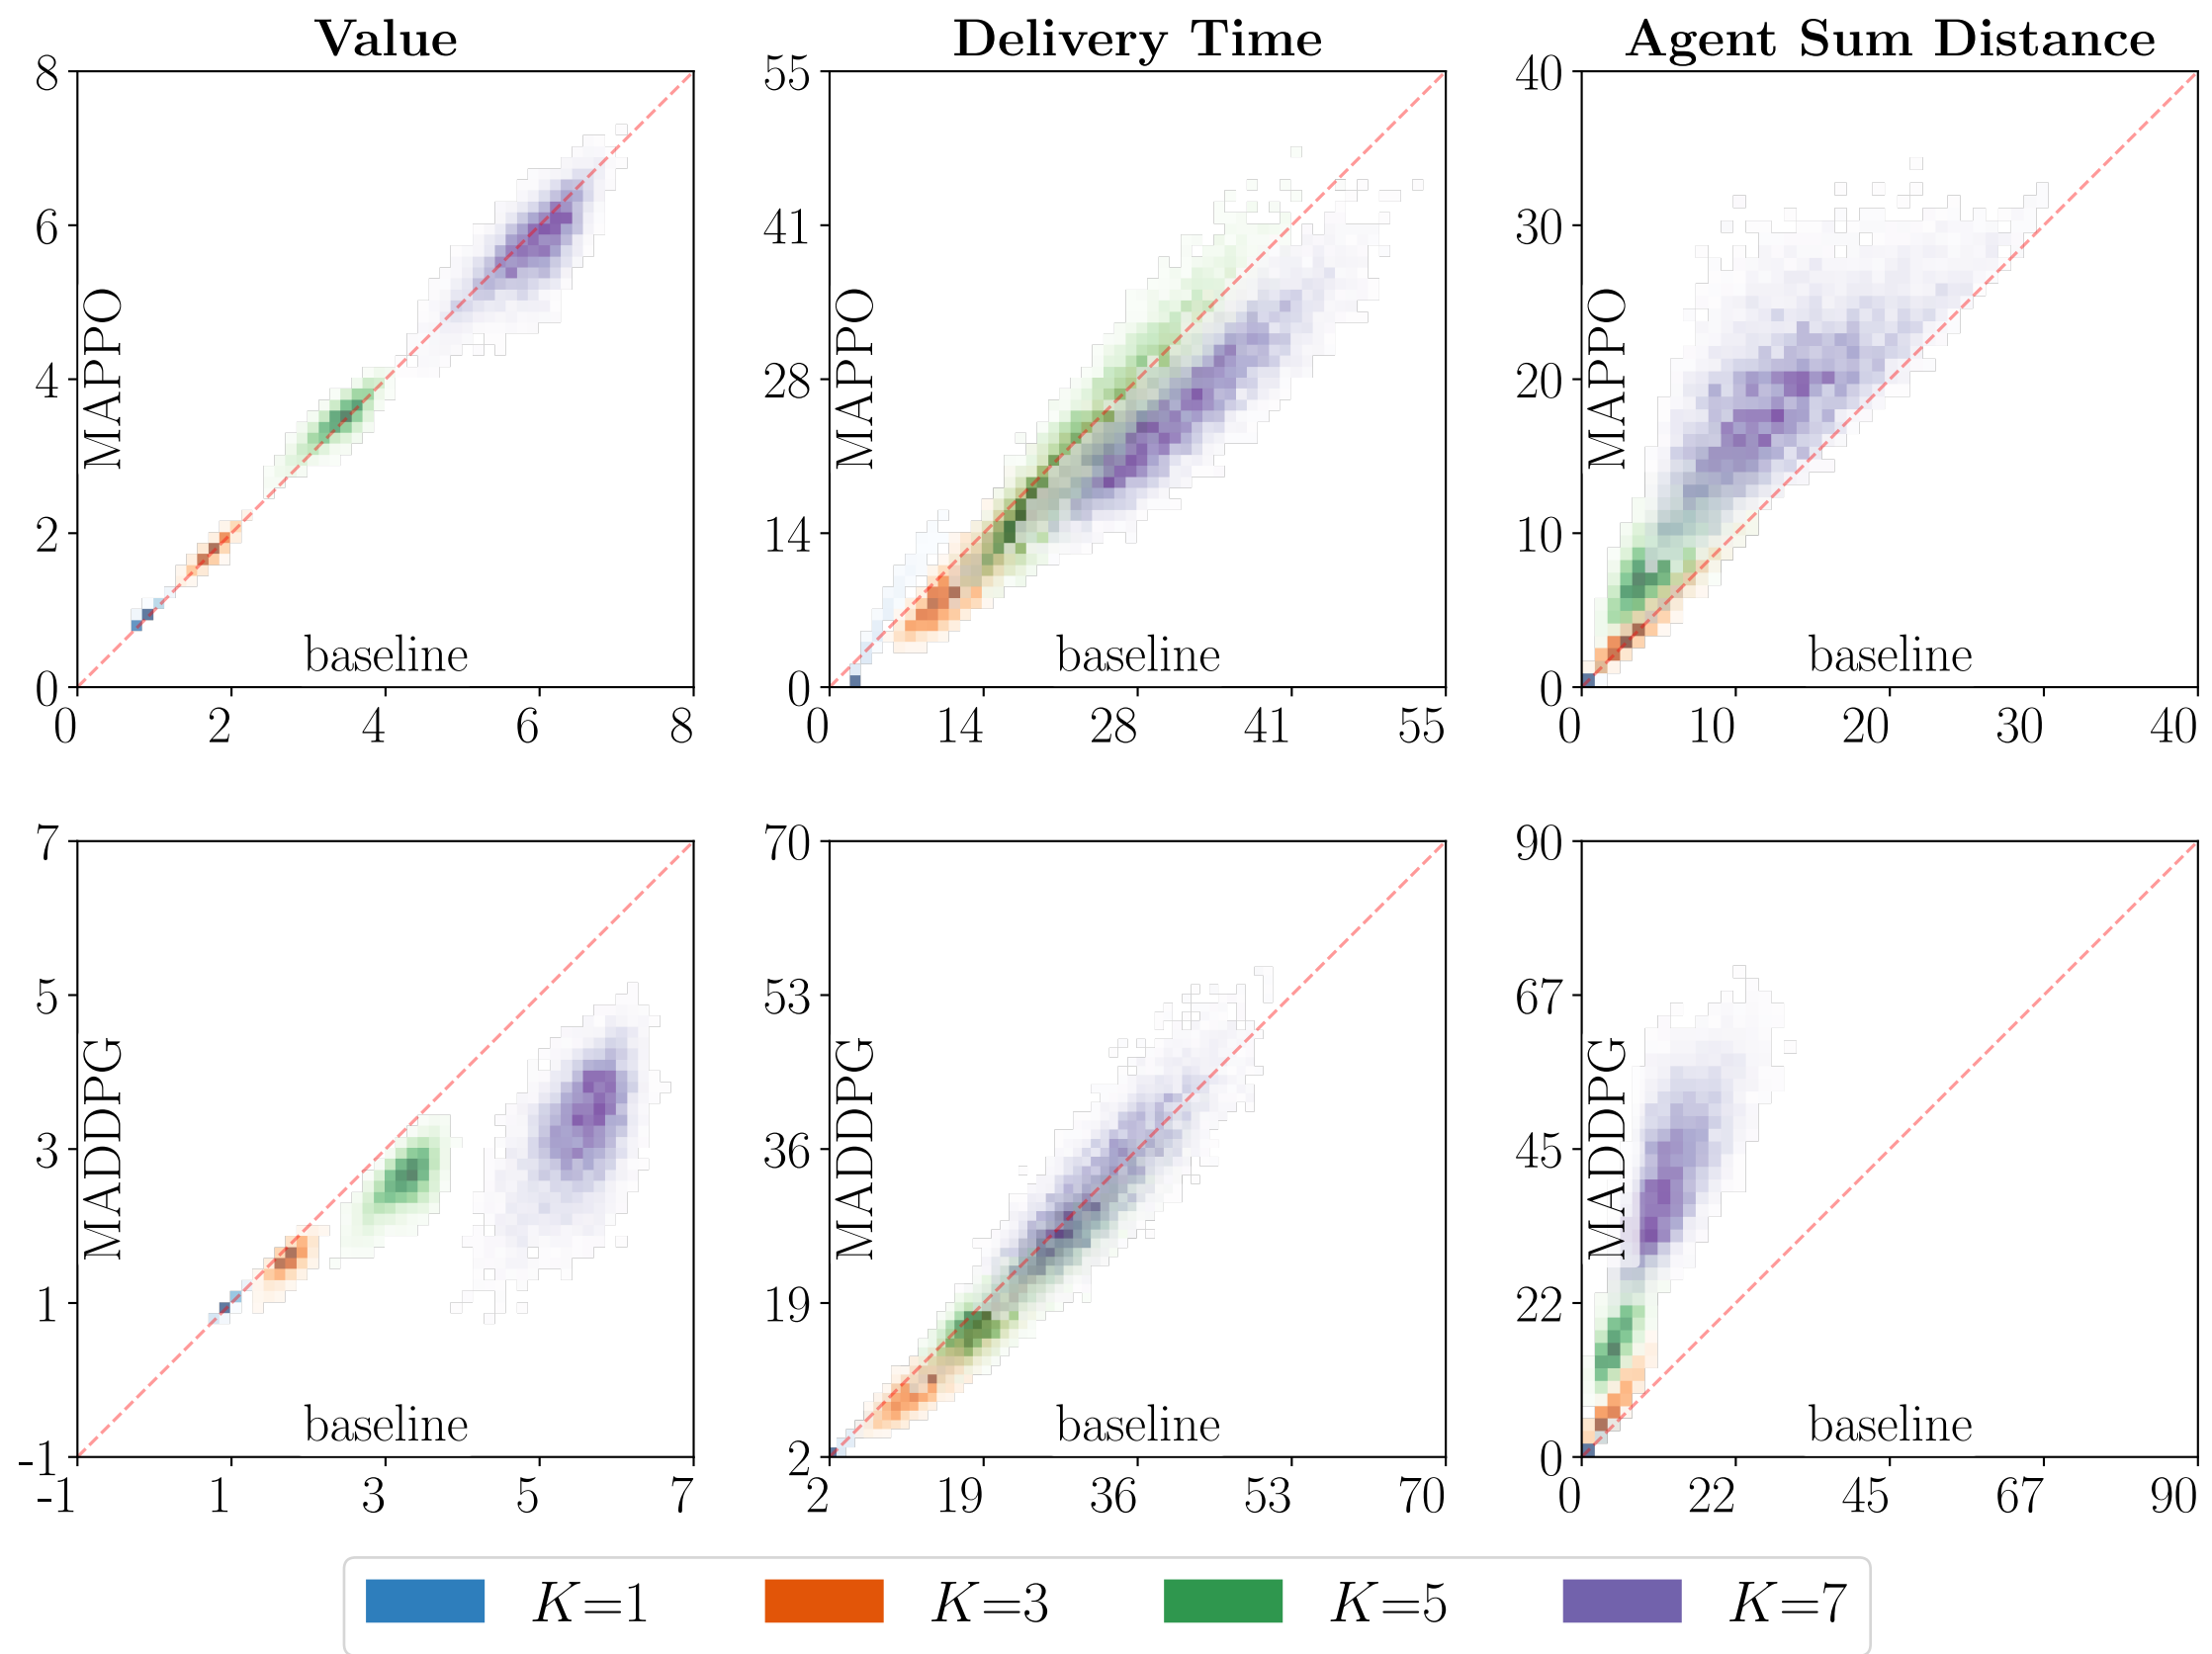 Value Delivery Time Agent Sum Distance
8 55 40
6 41 30
4 28 20
2 14 10
0 0 0
MAPPO MAPPO MAPPO
baseline baseline baseline
0 2 4 6 8 0 14 28 41 55 0 10 20 30 40
7 70 90
5 53 67
3 36 45
1 19 22
-1 2 0
MADDPG MADDPG MADDPG
baseline baseline baseline
-1 1 3 5 7 2 19 36 53 70 0 22 45 67 90
K=1 K=3 K=5 K=7